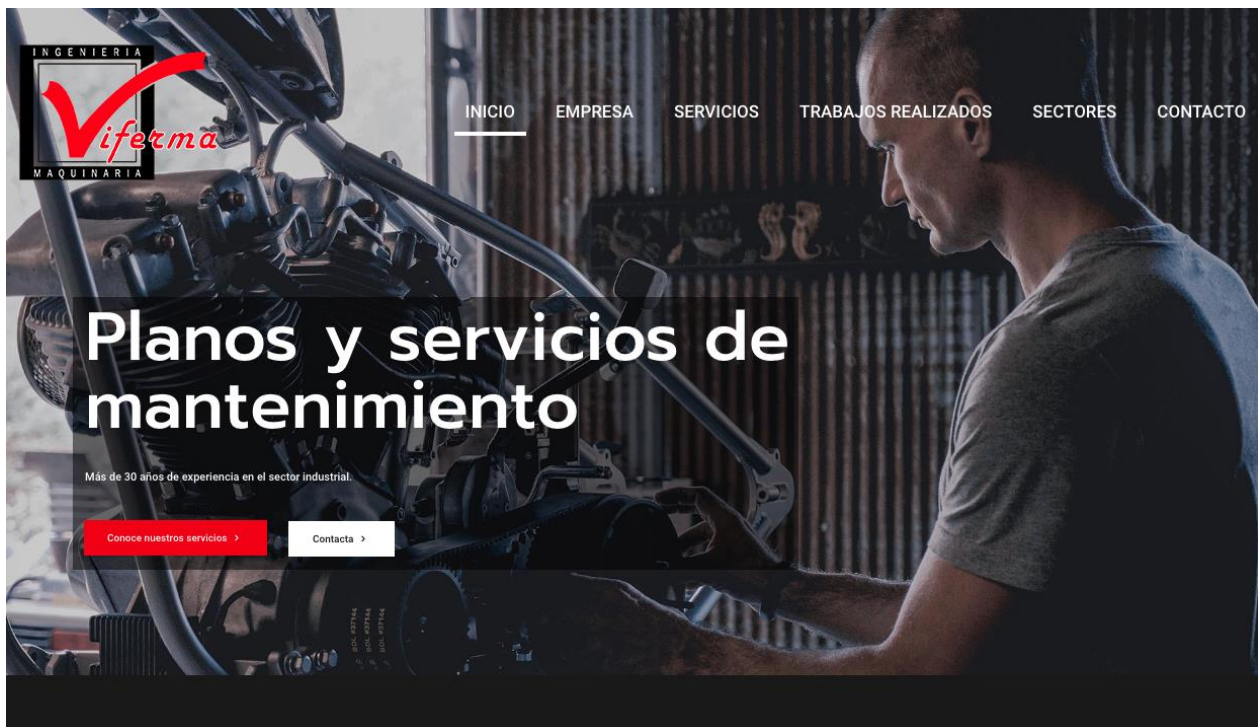 INGENIERIA
Viferma
MAQUINARIA
INICIO EMPRESA SERVICIOS TRABAJOS REALIZADOS SECTORES CONTACTO
Planos y servicios de
mantenimiento
Más de 30 años de experiencia en el sector industrial.
Conoce nuestros servicios >
Contacta >